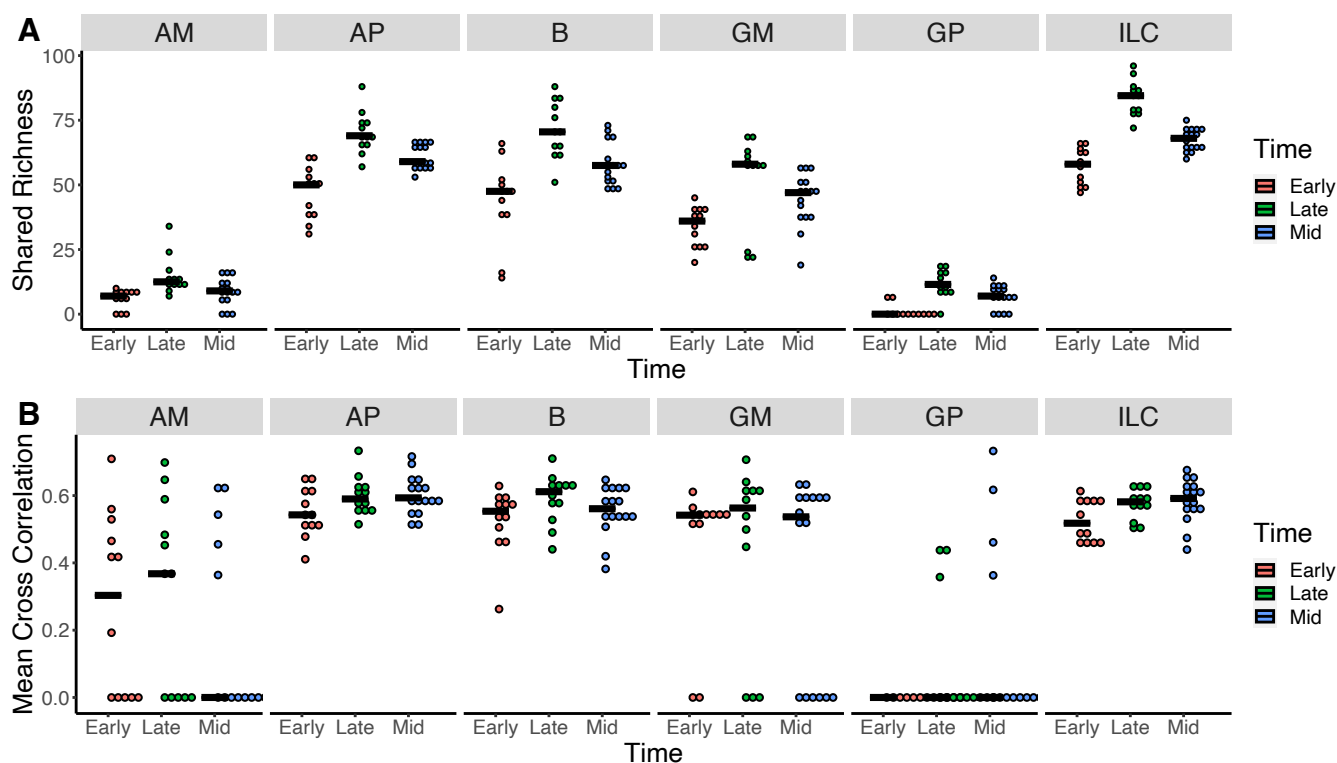 A
AM AP B GM GP ILC
Shared Richness
100
75
50
25
0
Early Late Mid Early Late Mid Early Late Mid Early Late Mid Early Late Mid Early Late Mid
Time
Time
Early
Late
Mid
B
AM AP B GM GP ILC
Mean Cross Correlation
0.6
0.4
0.2
0.0
Early Late Mid Early Late Mid Early Late Mid Early Late Mid Early Late Mid Early Late Mid
Time
Time
Early
Late
Mid